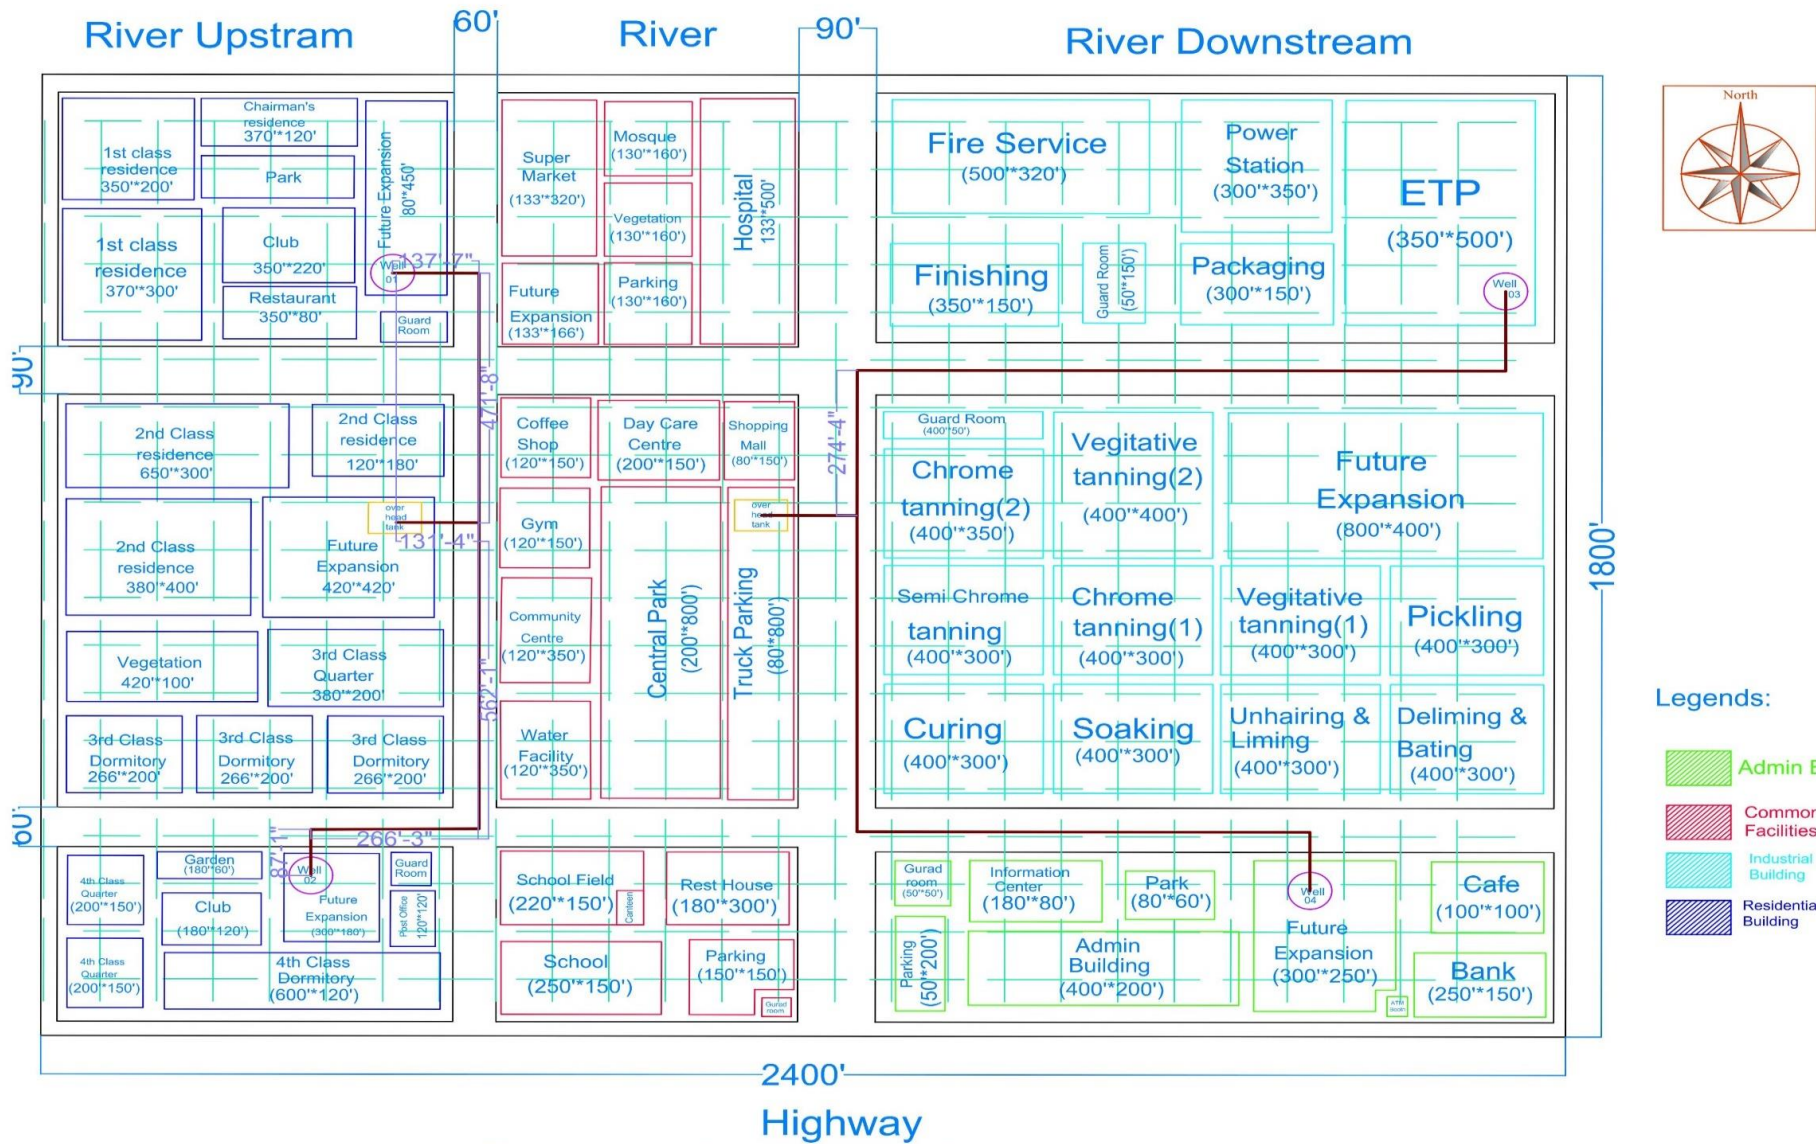 River Upstram
60'
River
90'
River Downstream
North
Chairman's
residence
370'*120'
1st class
residence
350'*200'
Park
Future Expansion
80'*450'
1st class
residence
370'*300'
Club
350'*220'
Restaurant
350'*80'
Well
01
137'-7"
Guard
Room
Super
Market
(133'*320')
Mosque
(130'*160')
Vegetation
(130'*160')
Hospital
133'*500'
Future
Expansion
(133'*166')
Parking
(130'*160')
Fire Service
(500'*320')
Power
Station
(300'*350')
ETP
(350'*500')
Finishing
(350'*150')
Guard Room
(50'*150')
Packaging
(300'*150')
Well
03
90'
471'-8"
274'-4"
2nd Class
residence
650'*300'
2nd Class
residence
120'*180'
2nd Class
residence
380'*400'
over
head
tank
131'-4"
Future
Expansion
420'*420'
Vegetation
420'*100'
3rd Class
Quarter
380'*200'
562'-1"
3rd Class
Dormitory
266'*200'
3rd Class
Dormitory
266'*200'
3rd Class
Dormitory
266'*200'
Coffee
Shop
(120'*150')
Day Care
Centre
(200'*150')
Shopping
Mall
(80'*150')
Gym
(120'*150')
over
head
tank
Community
Centre
(120'*350')
Central Park
(200'*800')
Truck Parking
(80'*800')
Water
Facility
(120'*350')
Guard Room
(400'*50')
Chrome
tanning(2)
(400'*350')
Vegitative
tanning(2)
(400'*400')
Future
Expansion
(800'*400')
Semi Chrome
tanning
(400'*300')
Chrome
tanning(1)
(400'*300')
Vegitative
tanning(1)
(400'*300')
Pickling
(400'*300')
Curing
(400'*300')
Soaking
(400'*300')
Unhairing &
Liming
(400'*300')
Deliming &
Bating
(400'*300')
1800'
60'
87'-1"
266'-3"
4th Class
Quarter
(200'*150')
Garden
(180'*60')
Club
(180'*120')
Well
02
Future
Expansion
(300'*180')
Guard
Room
Post Office
120'*120'
4th Class
Quarter
(200'*150')
4th Class
Dormitory
(600'*120')
School Field
(220'*150')
Canteen
Rest House
(180'*300')
School
(250'*150')
Parking
(150'*150')
Gurad
room
Gurad
room
(50'*50')
Information
Center
(180'*80')
Park
(80'*60')
Well
04
Future
Expansion
(300'*250')
Cafe
(100'*100')
Parking
(50'*200')
Admin
Building
(400'*200')
ATM
Bank
(250'*150')
2400'
Highway
Legends:
Admin B
Common
Facilities
Industrial
Building
Residentia
Building